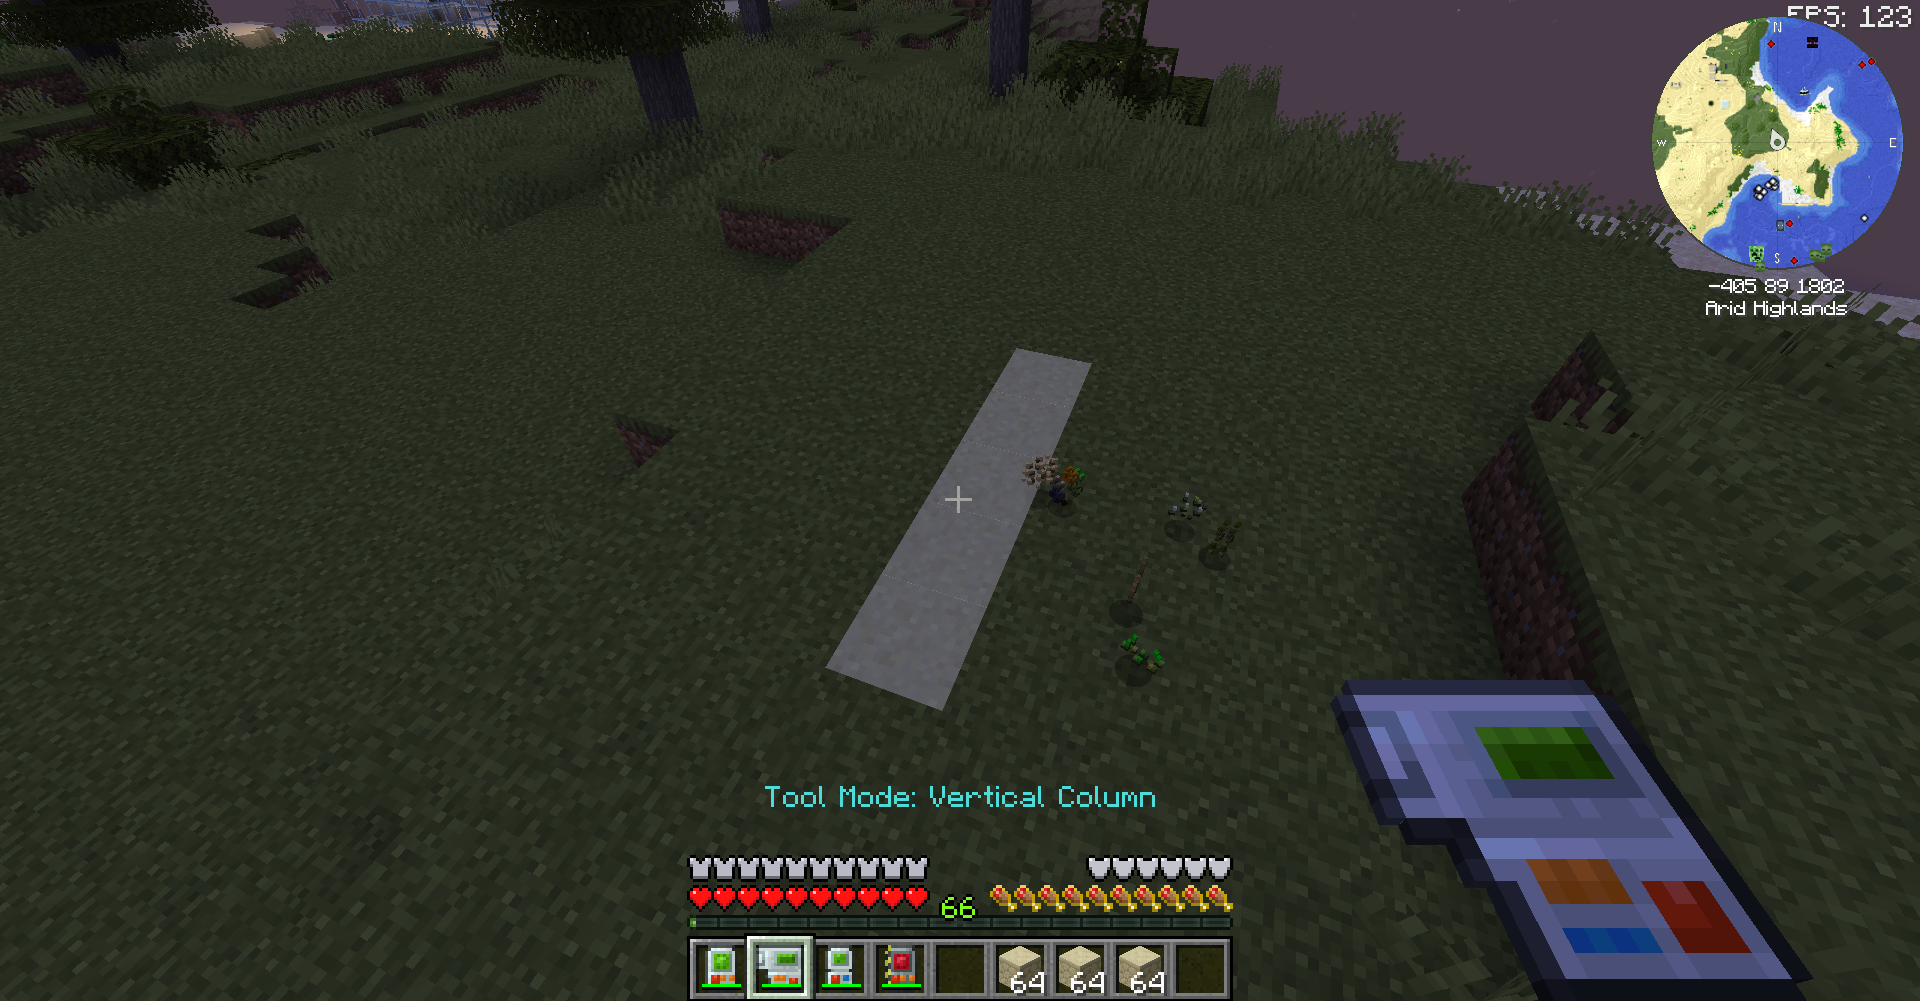 FPS: 123
N
W
E
S
-405 89 1802
Arid Highlands
Tool Mode: Vertical Column
66
64
64
64